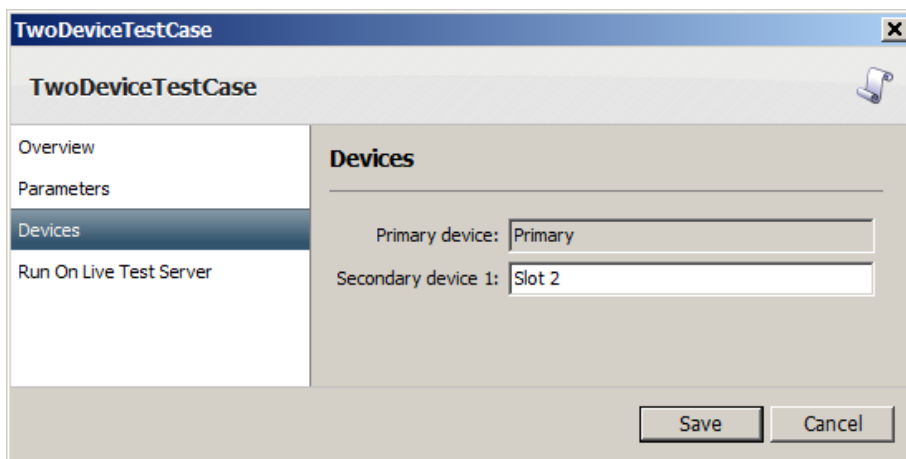 TwoDeviceTestCase
TwoDeviceTestCase
Overview
Parameters
Devices
Run On Live Test Server
Devices
Primary device: Primary
Secondary device 1: Slot 2
Save Cancel